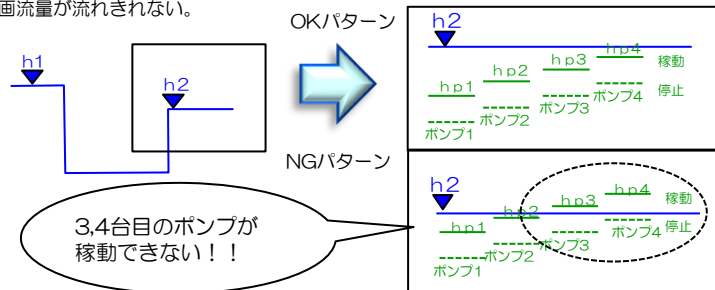 画流量が流れきれない。
OKパターン
h2
hp1
hp2
hp3
hp4
稼動
停止
ポンプ1
ポンプ2
ポンプ3
ポンプ4
h1
h2
NGパターン
h2
hp1
hp2
hp3
hp4
稼動
停止
ポンプ1
ポンプ2
ポンプ3
ポンプ4
3,4台目のポンプが
稼動できない！！